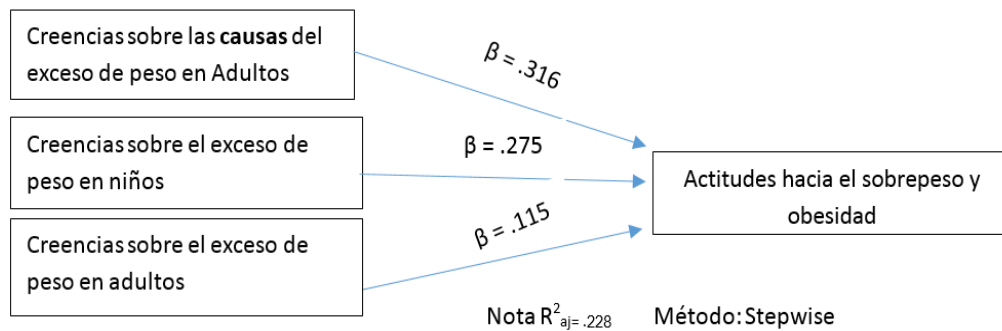 Creencias sobre las causas del
exceso de peso en Adultos
β = .316
Creencias sobre el exceso de
peso en niños
β = .275
Actitudes hacia el sobrepeso y
obesidad
Creencias sobre el exceso de
peso en adultos
β = .115
Nota R²aj= .228 Método: Stepwise